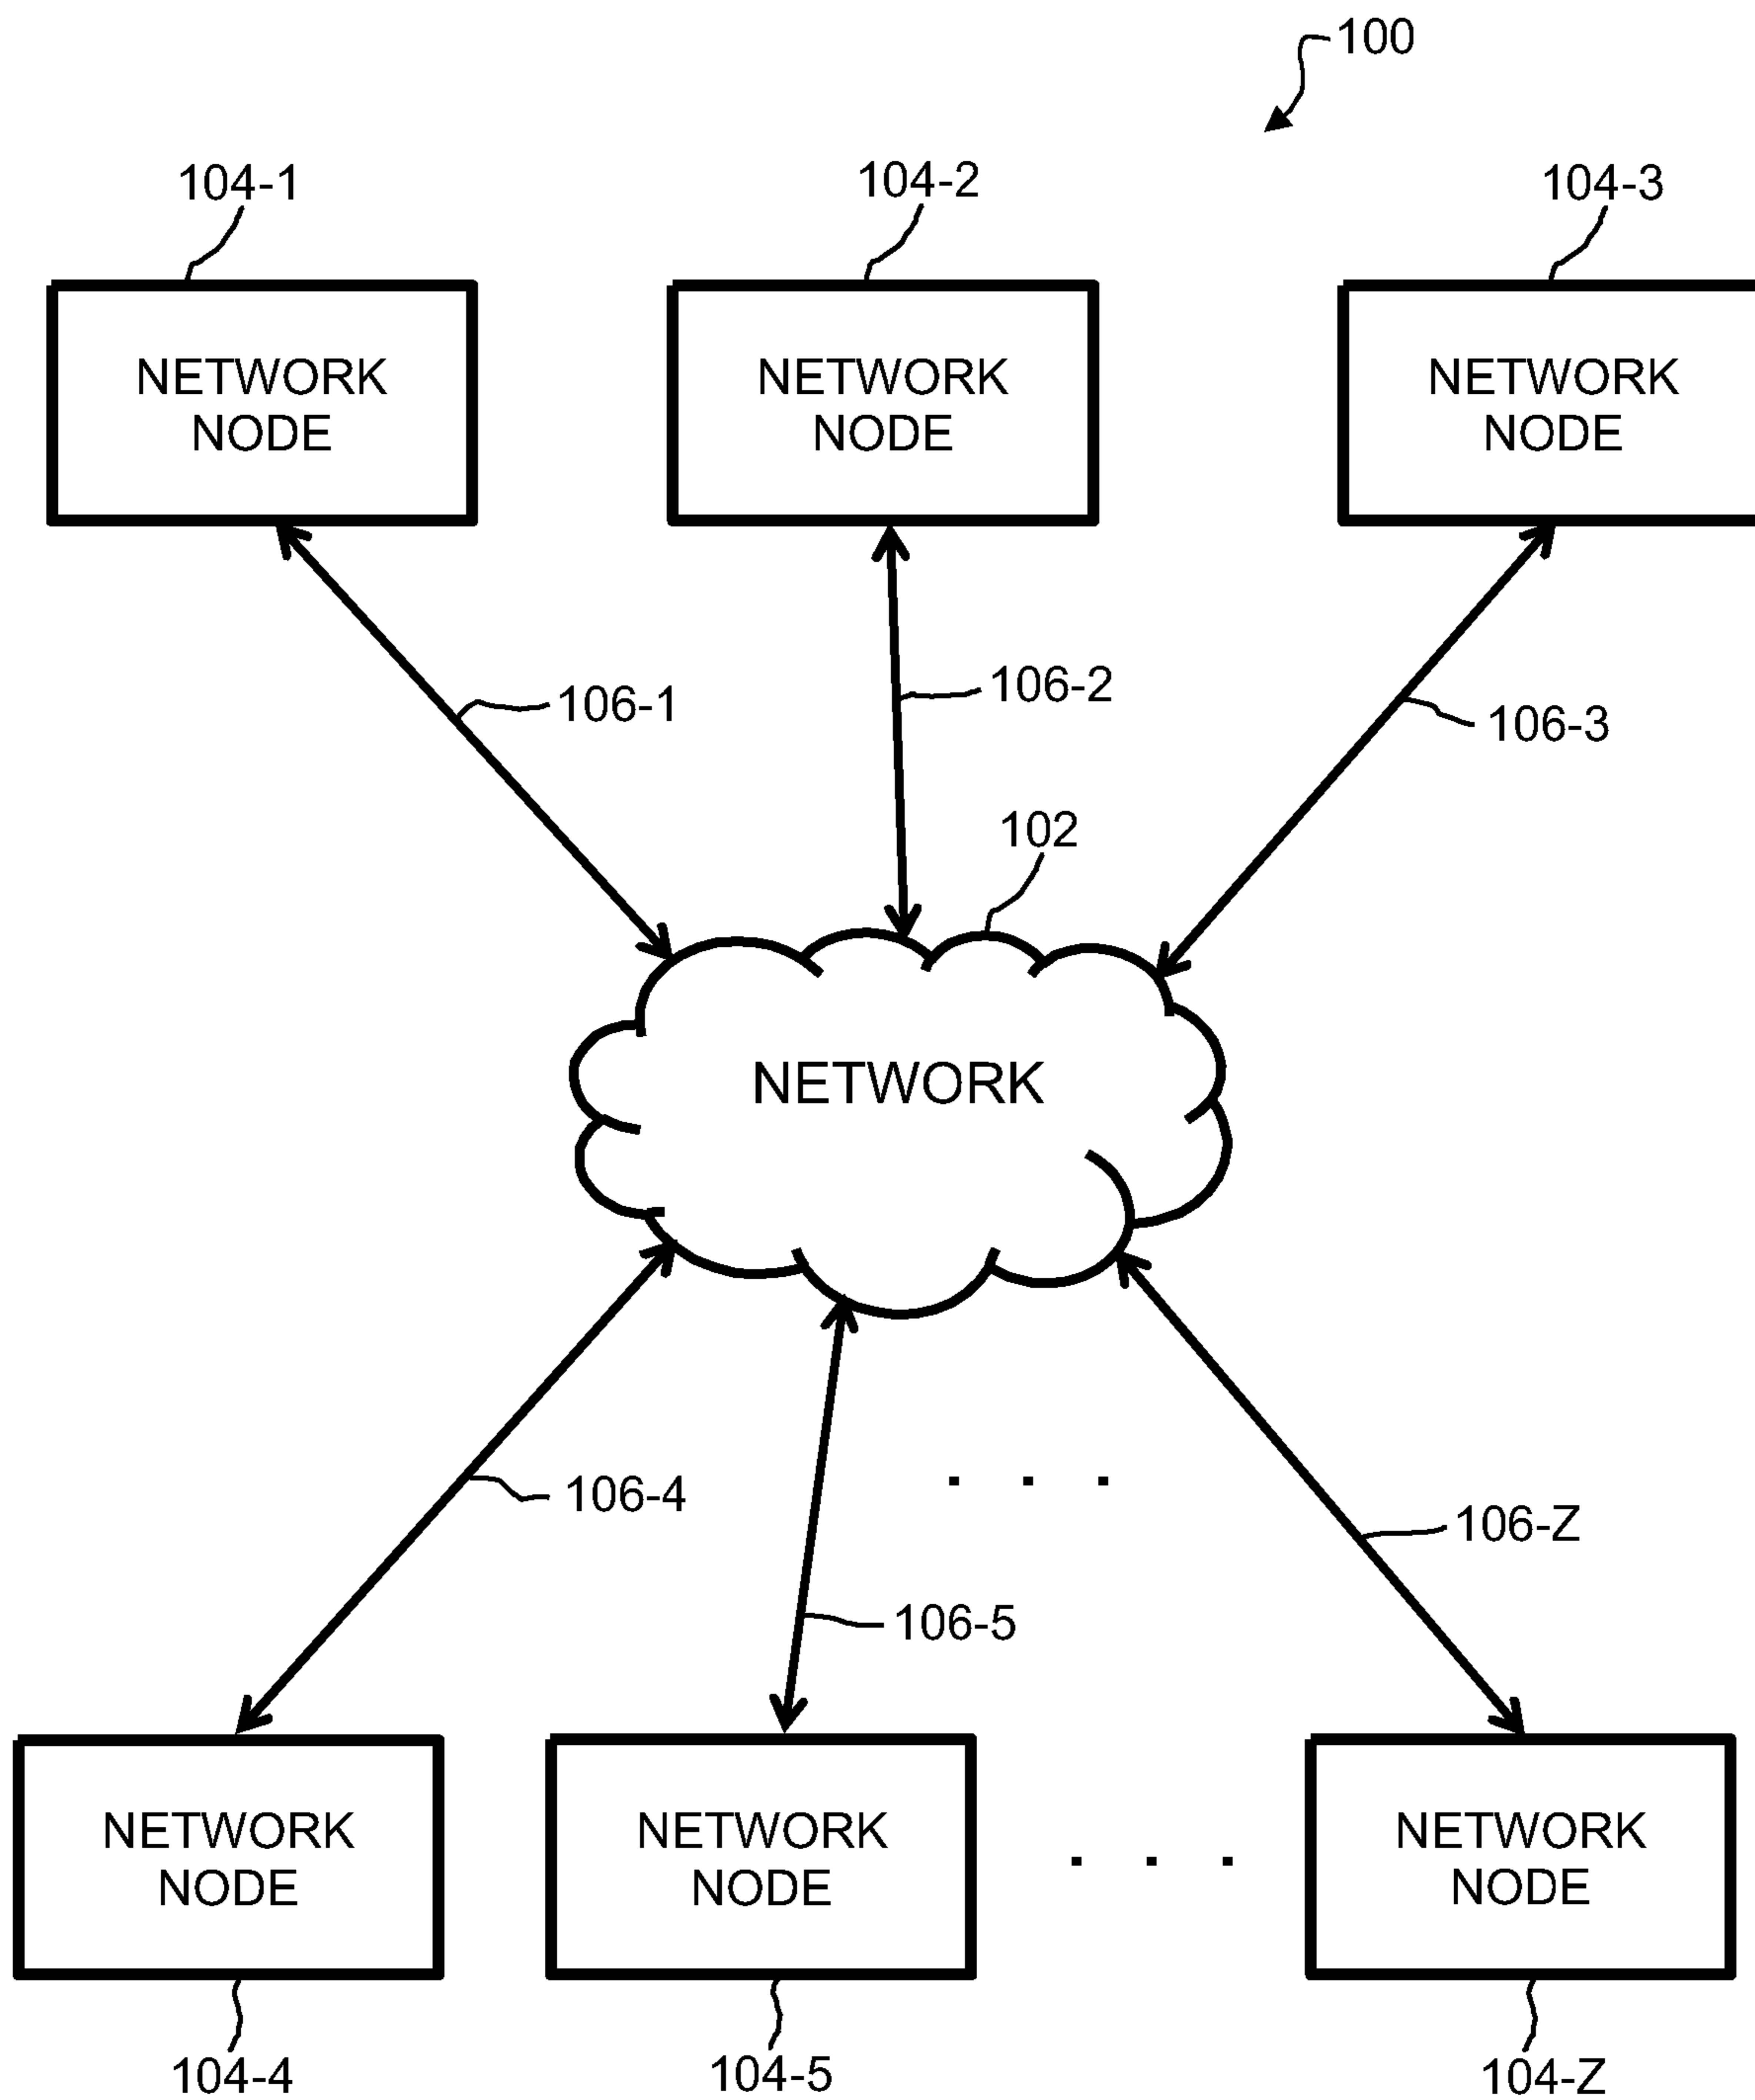 100
104-1
104-2
104-3
NETWORK
NODE
NETWORK
NODE
NETWORK
NODE
106-1
106-2
106-3
102
NETWORK
106-4
. . .
106-Z
106-5
NETWORK
NODE
NETWORK
NODE
. . .
NETWORK
NODE
104-4
104-5
104-Z